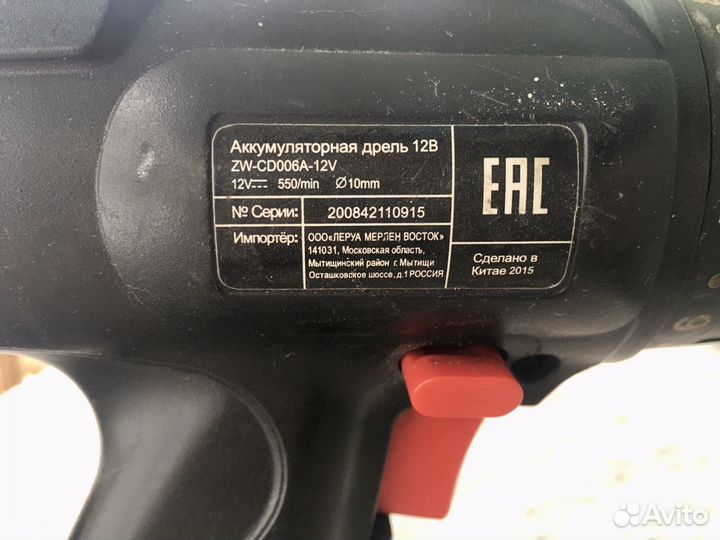 Аккумуляторная дрель 12В
ZW-CD006A-12V
12V 550/min Ø10mm
№ Серии: 200842110915
Импортёр: ООО«ЛЕРУА МЕРЛЕН ВОСТОК»
141031, Московская область,
Мытищинский район г. Мытищи
Осташковское шоссе, д.1 РОССИЯ
EAC
Сделано в
Китае 2015
Avito